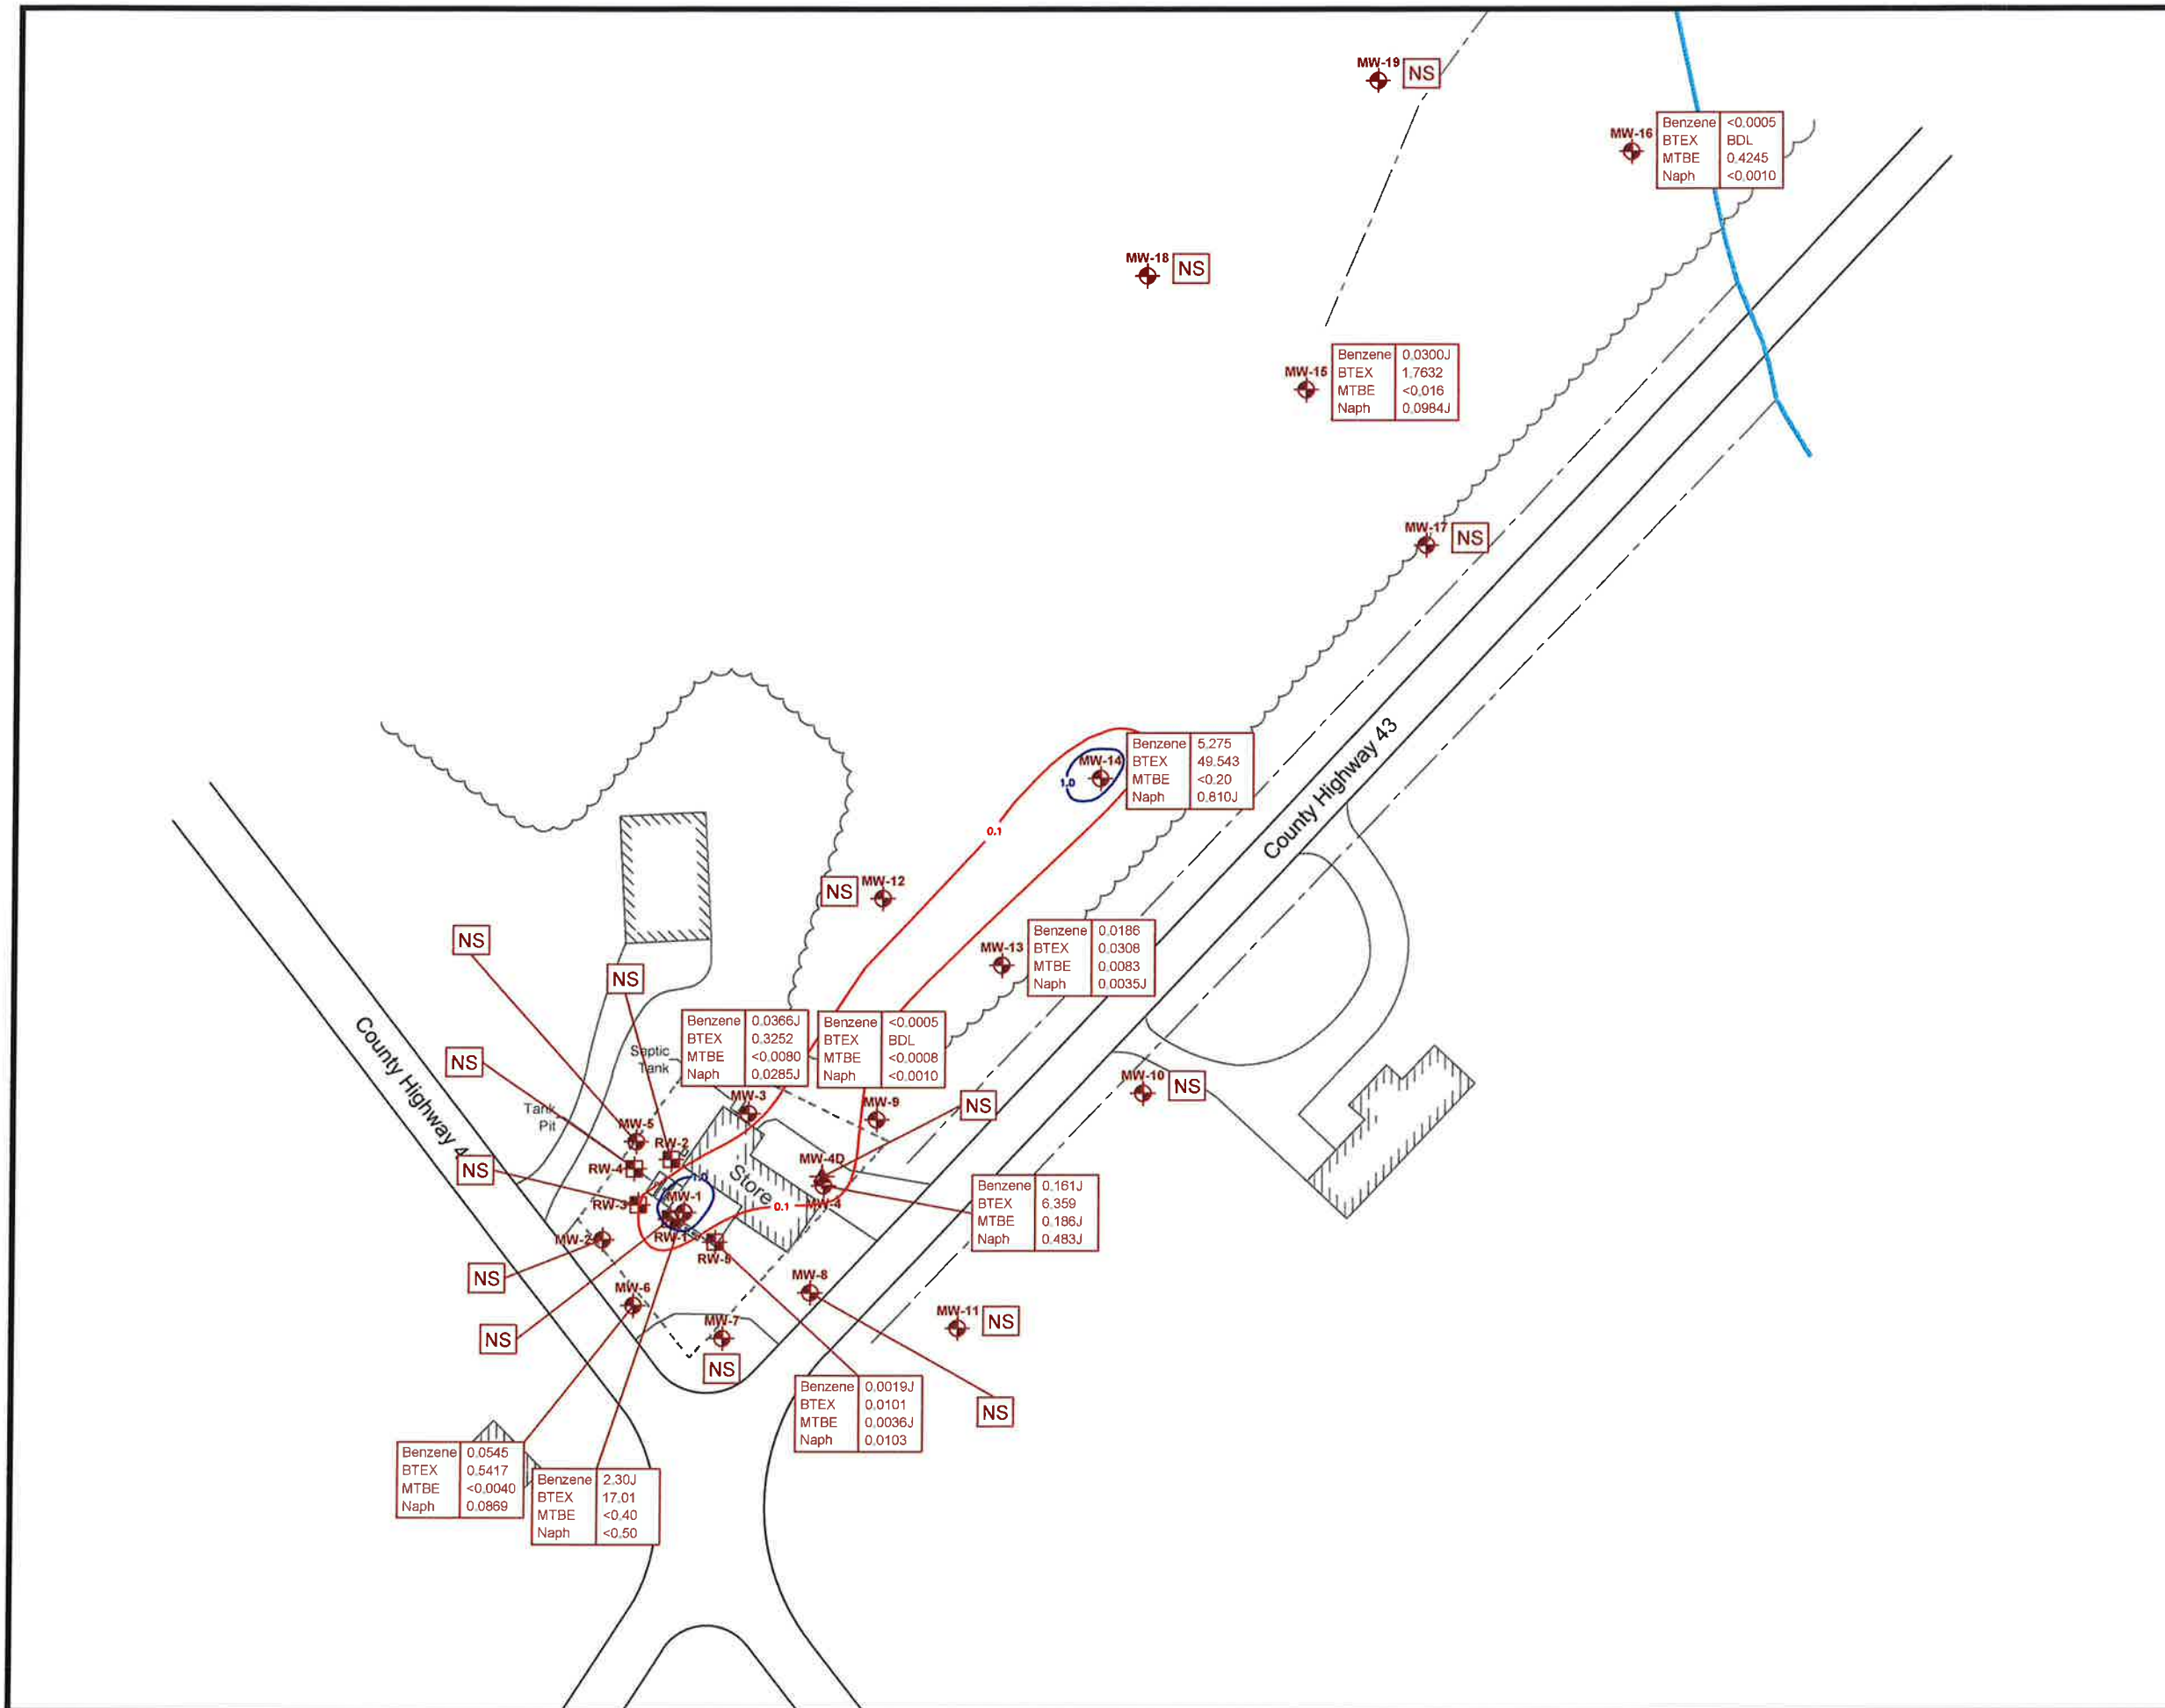 MW-19
NS
MW-16
Benzene <0.0005
BTEX BDL
MTBE 0.4245
Naph <0.0010
MW-18
NS
MW-15
Benzene 0.0300J
BTEX 1.7632
MTBE <0.016
Naph 0.0984J
MW-17
NS
County Highway 43
MW-14
1.0
Benzene 5.275
BTEX 49.543
MTBE <0.20
Naph 0.610J
0.1
NS
MW-12
MW-13
Benzene 0.0186
BTEX 0.0308
MTBE 0.0083
Naph 0.0035J
NS
NS
County Highway 4
Septic
Tank
Benzene 0.0366J
BTEX 0.3252
MTBE <0.0080
Naph 0.0285J
Benzene <0.0005
BTEX BDL
MTBE <0.0008
Naph <0.0010
NS
MW-10
NS
MW-3
MW-9
NS
Tank
Pit
MW-5
RW-2
RW-4
MW-4D
NS
RW-3
1.0
MW-1
Store
0.1
MW-4
Benzene 0.161J
BTEX 6.359
MTBE 0.186J
Naph 0.483J
MW-2
RW-1
RW-5
NS
MW-6
MW-8
NS
MW-7
NS
MW-11
NS
Benzene 0.0019J
BTEX 0.0101
MTBE 0.0036J
Naph 0.0103
NS
Benzene 0.0545
BTEX 0.5417
MTBE <0.0040
Naph 0.0869
Benzene 2.30J
BTEX 17.01
MTBE <0.40
Naph <0.50